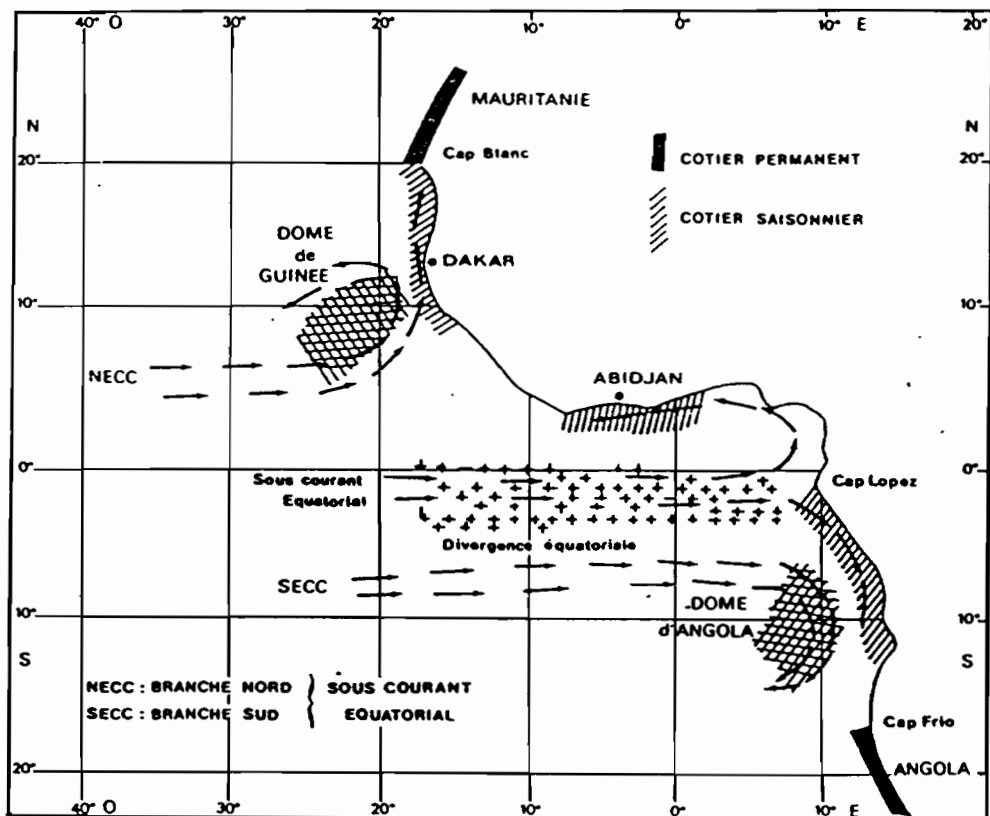 40° O 30° 20° 10° 0° 10° E 20°
MAURITANIE
N N
Cap Blanc
COTIER PERMANENT
20° 20°
COTIER SAISONNIER
DOME
de
GUINEE
DAKAR
10° 10°
NECC
ABIDJAN
0° 0°
Sous courant
Equatorial
Cap Lopez
Divergence équatoriale
SECC
DOME
d'ANGOLA
10° 10°
S S
NECC : BRANCHE NORD SOUS COURANT
SECC : BRANCHE SUD EQUATORIAL
Cap Frio
ANGOLA
20° 20°
40° O 30° 20° 10° 0° 10° E 20°